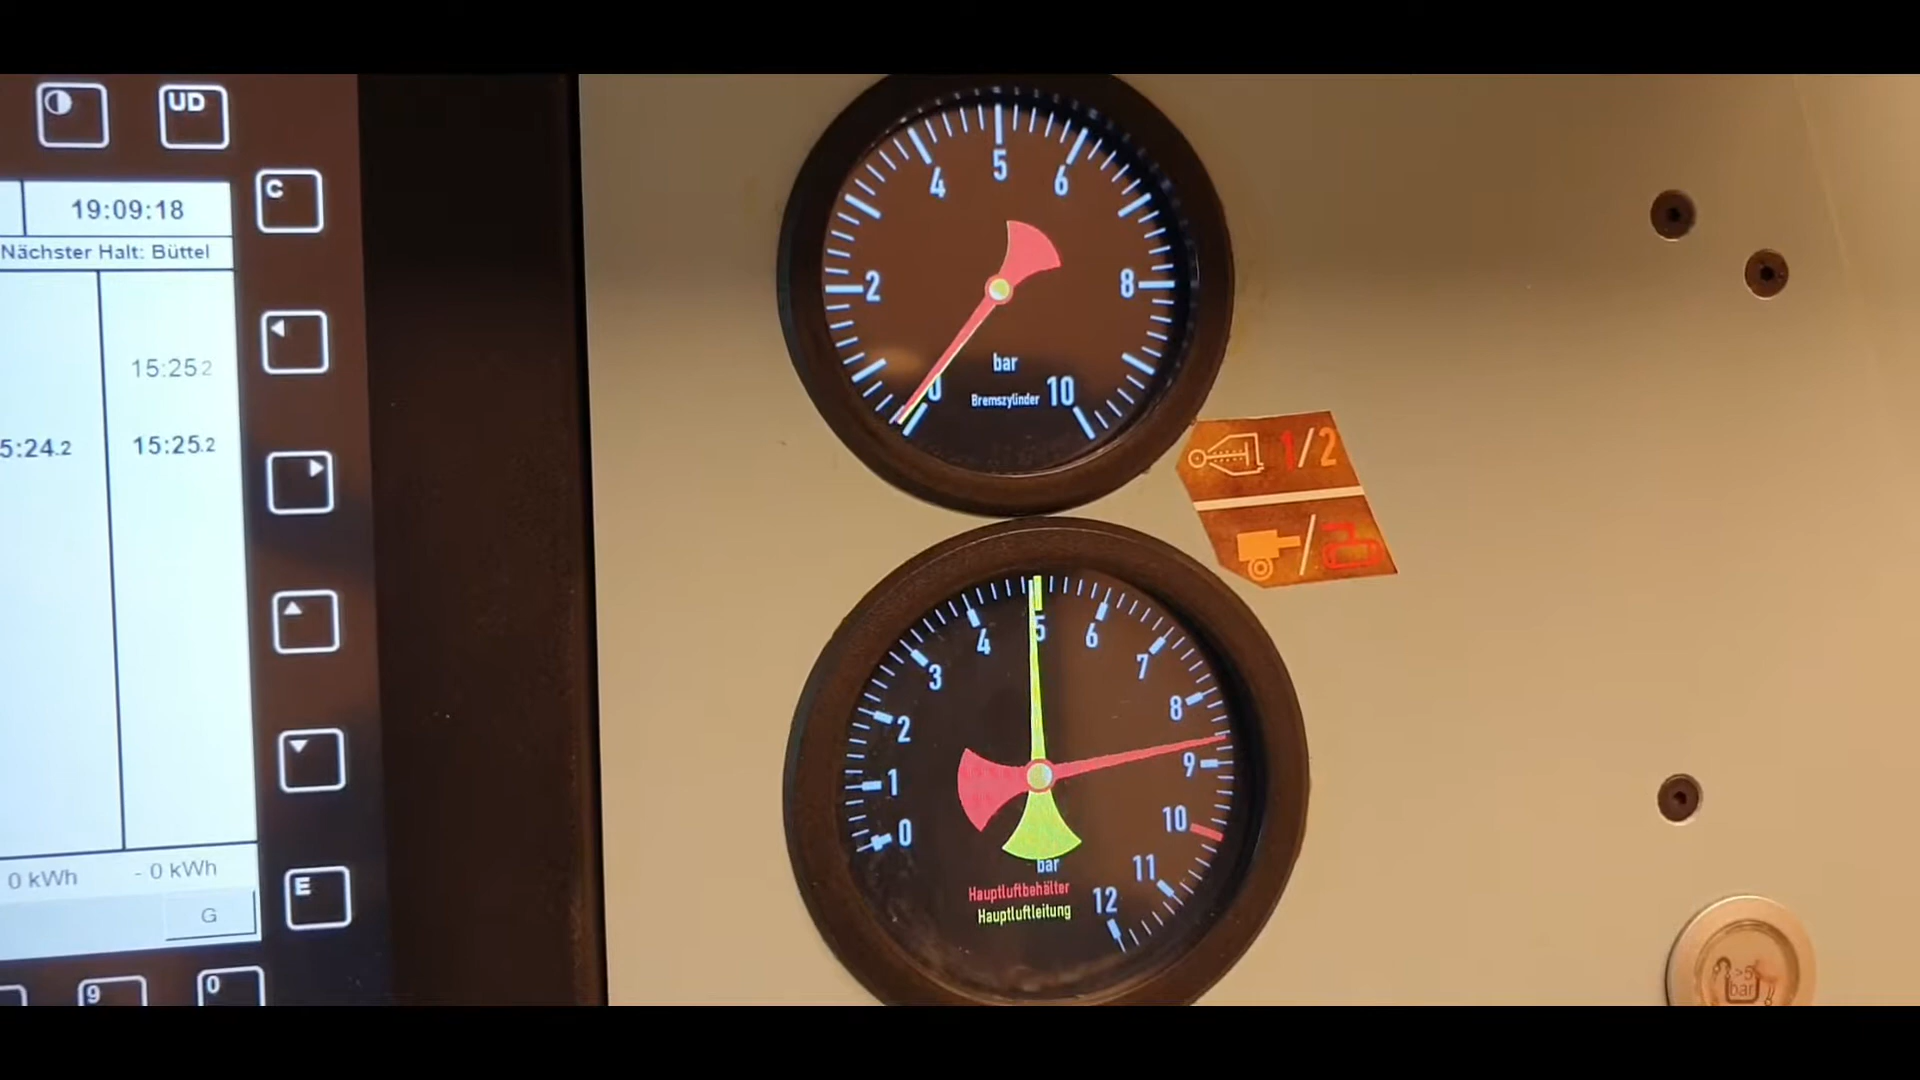 UD
C
19:09:18
Nächster Halt: Büttel
15:25 2
5:24.2
15:25.2
0 kWh
- 0 kWh
G
E
9
0
0
2
4
5
6
8
10
bar
Bremszylinder
1/2
0
1
2
3
4
5
6
7
8
9
10
11
12
bar
Hauptluftbehälter
Hauptluftleitung
>5
bar